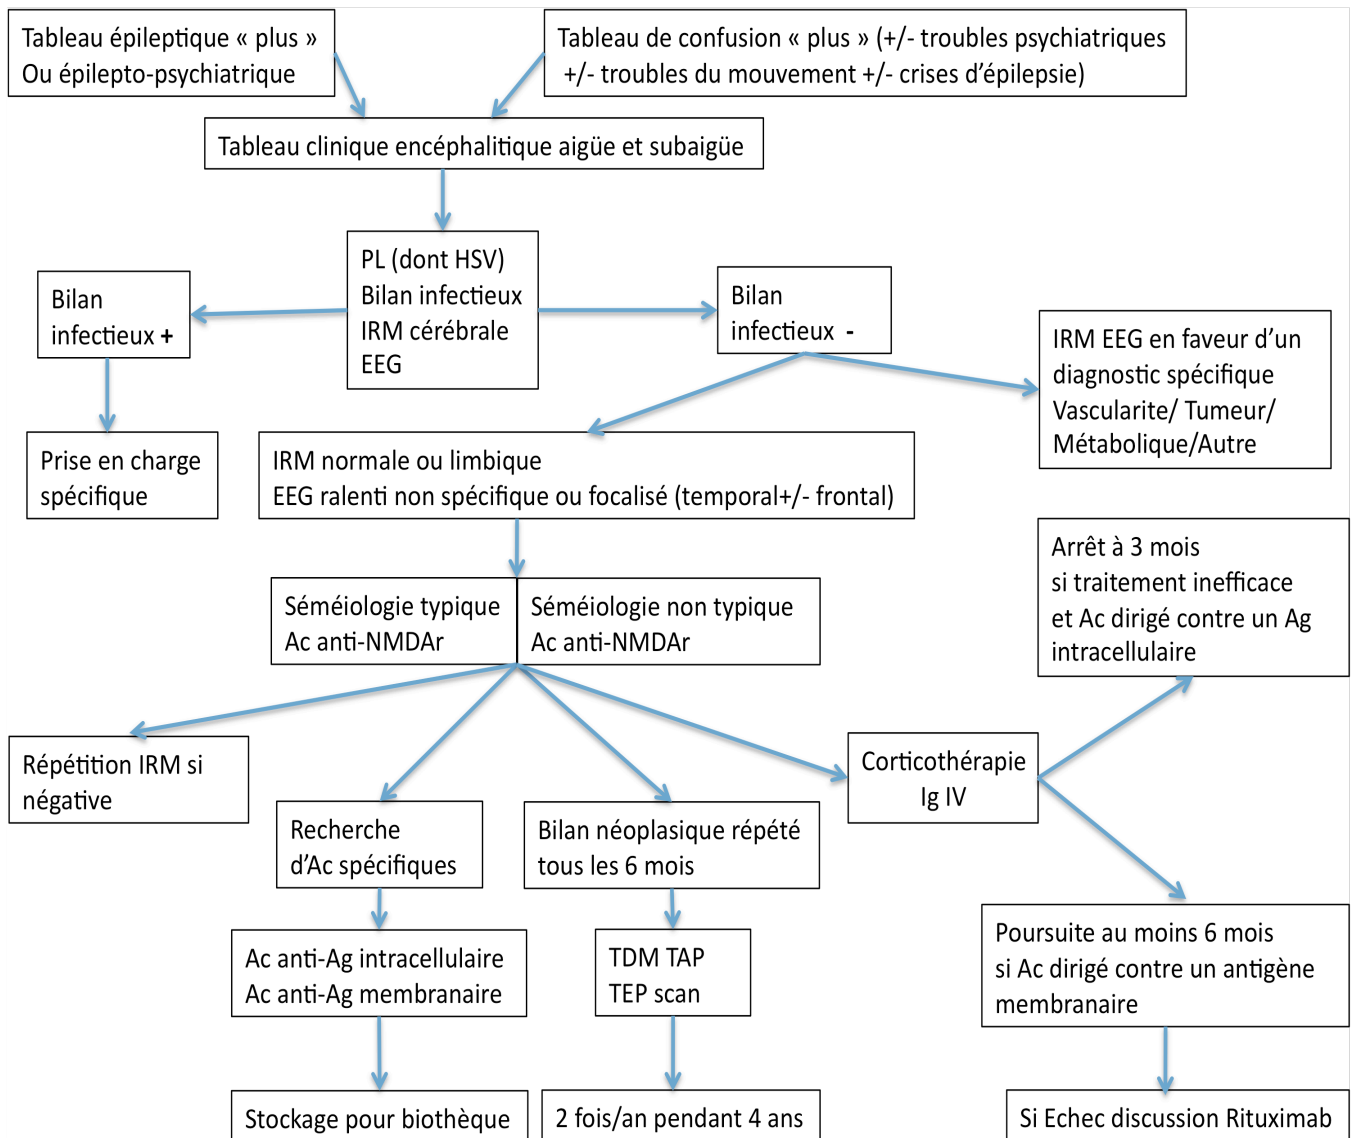 Tableau épileptique « plus »
Ou épilepto-psychiatrique
Tableau de confusion « plus » (+/- troubles psychiatriques
+/- troubles du mouvement +/- crises d’épilepsie)
Tableau clinique encéphalitique aigüe et subaigüe
PL (dont HSV)
Bilan infectieux
IRM cérébrale
EEG
Bilan
infectieux +
Bilan
infectieux -
IRM EEG en faveur d’un
diagnostic spécifique
Vascularite/ Tumeur/
Métabolique/Autre
Prise en charge
spécifique
IRM normale ou limbique
EEG ralenti non spécifique ou focalisé (temporal+/- frontal)
Séméiologie typique
Ac anti-NMDAr
Séméiologie non typique
Ac anti-NMDAr
Arrêt à 3 mois
si traitement inefficace
et Ac dirigé contre un Ag
intracellulaire
Répétition IRM si
négative
Recherche
d’Ac spécifiques
Bilan néoplasique répété
tous les 6 mois
Corticothérapie
Ig IV
Ac anti-Ag intracellulaire
Ac anti-Ag membranaire
TDM TAP
TEP scan
Poursuite au moins 6 mois
si Ac dirigé contre un antigène
membranaire
Stockage pour biothèque
2 fois/an pendant 4 ans
Si Echec discussion Rituximab